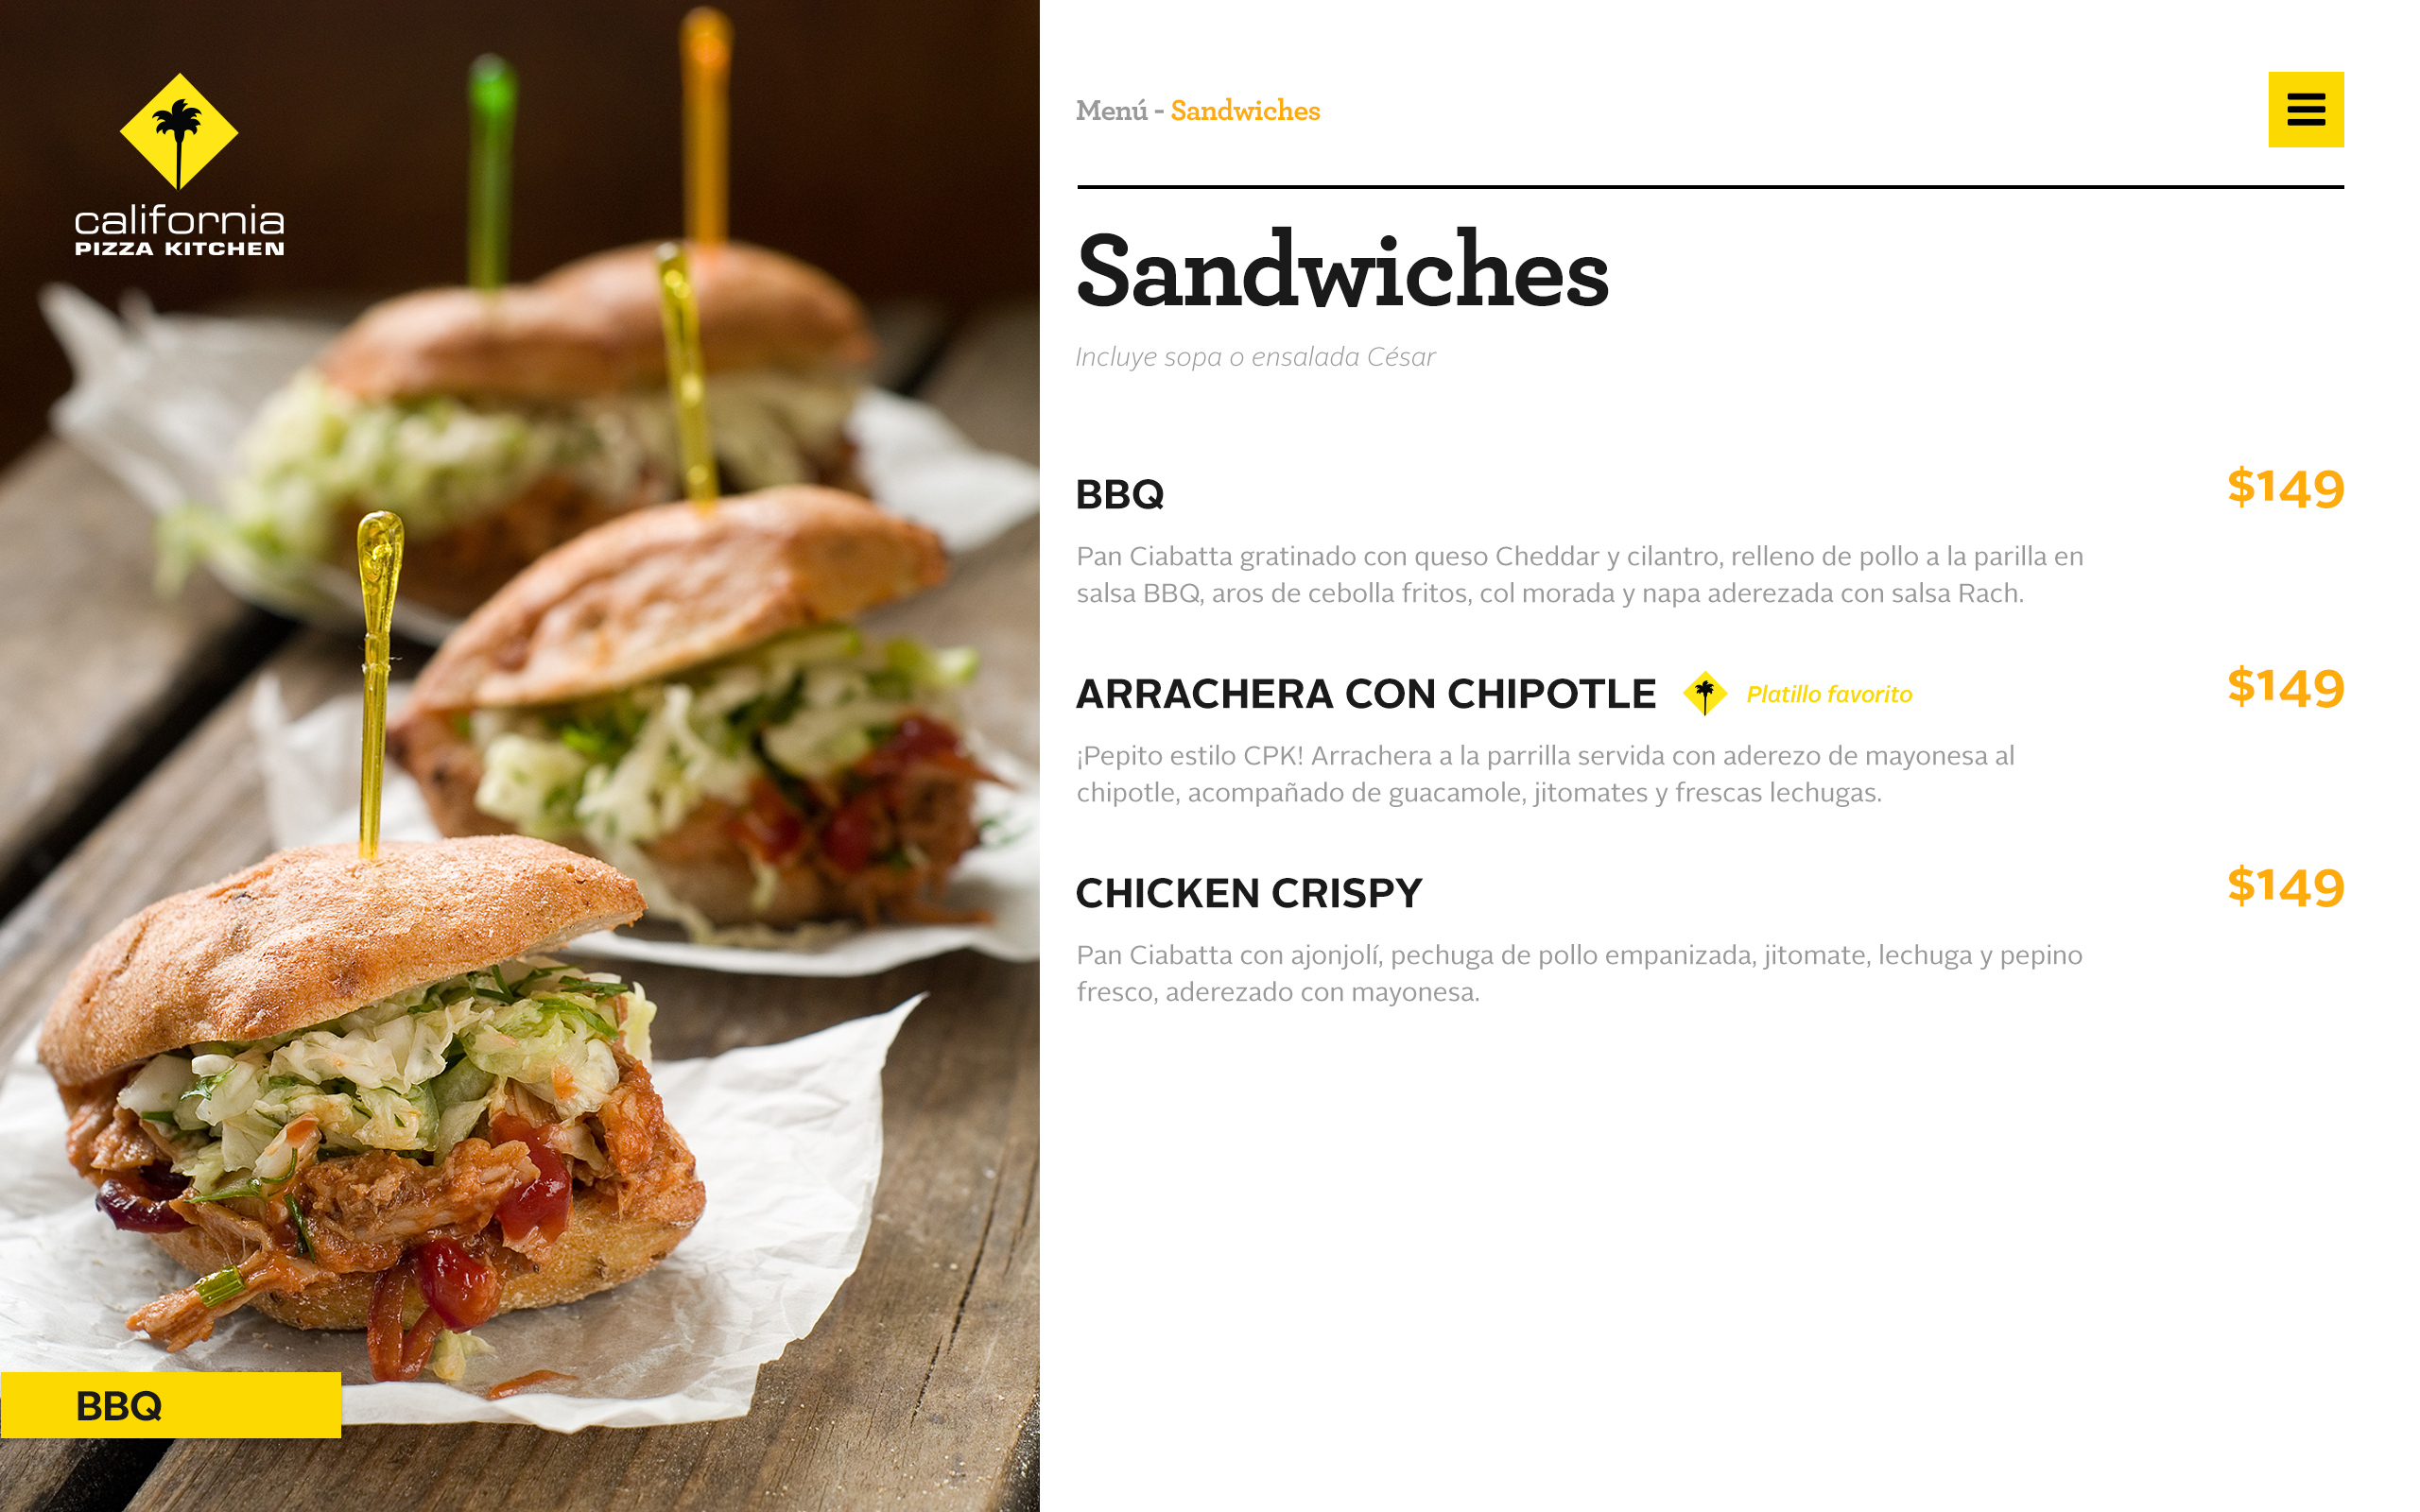 california
PIZZA KITCHEN
BBQ
Menú - Sandwiches
Sandwiches
Incluye sopa o ensalada César
BBQ
$149
Pan Ciabatta gratinado con queso Cheddar y cilantro, relleno de pollo a la parilla en
salsa BBQ, aros de cebolla fritos, col morada y napa aderezada con salsa Rach.
ARRACHERA CON CHIPOTLE Platillo favorito
$149
¡Pepito estilo CPK! Arrachera a la parrilla servida con aderezo de mayonesa al
chipotle, acompañado de guacamole, jitomates y frescas lechugas.
CHICKEN CRISPY
$149
Pan Ciabatta con ajonjolí, pechuga de pollo empanizada, jitomate, lechuga y pepino
fresco, aderezado con mayonesa.